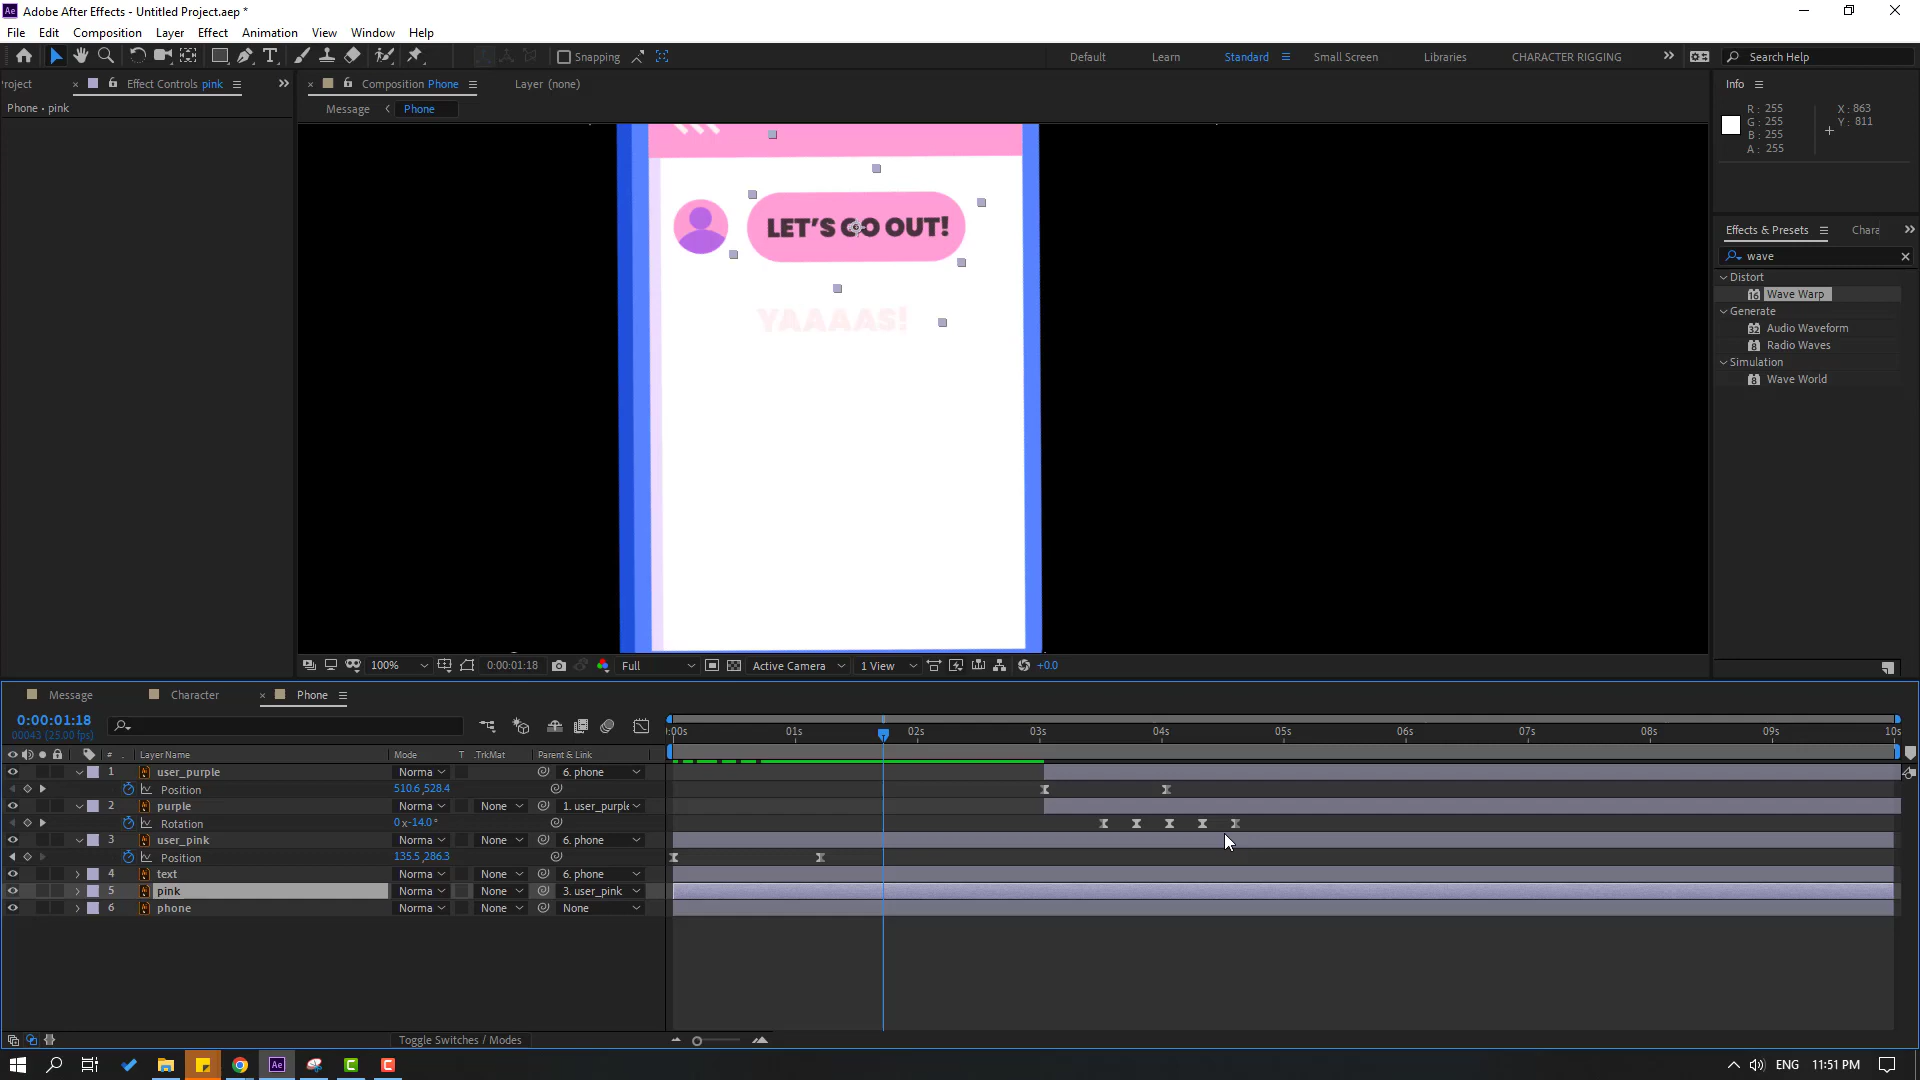 Adobe After Effects - Untitled Project.aep *
File Edit Composition Layer Effect Animation View Window Help
Snapping
Default Learn Standard Small Screen Libraries CHARACTER RIGGING Search Help
roject Effect Controls pink Composition Phone Layer (none) Info
Phone • pink
Message Phone
R: 255 X: 863
G: 255 Y: 811
B: 255
A: 255
LET'S GO OUT!
YAAAAS!
Effects & Presets Chara
wave
Distort
Wave Warp
Generate
Audio Waveform
Radio Waves
Simulation
Wave World
100% 0:00:01:18 Full Active Camera 1 View +0.0
Message Character Phone
0:00:01:18
00043 (25.00 fps)
:00s 01s 02s 03s 04s 05s 06s 07s 08s 09s 10s
# Layer Name Mode T .TrkMat Parent & Link
1 user_purple Norma 6. phone
Position 510.6,528.4
2 purple Norma None 1. user_purple
Rotation 0x-14.0°
3 user_pink Norma None 6. phone
Position 135.5,286.3
4 text Norma None 6. phone
5 pink Norma None 3. user_pink
6 phone Norma None None
Toggle Switches / Modes
ENG 11:51 PM